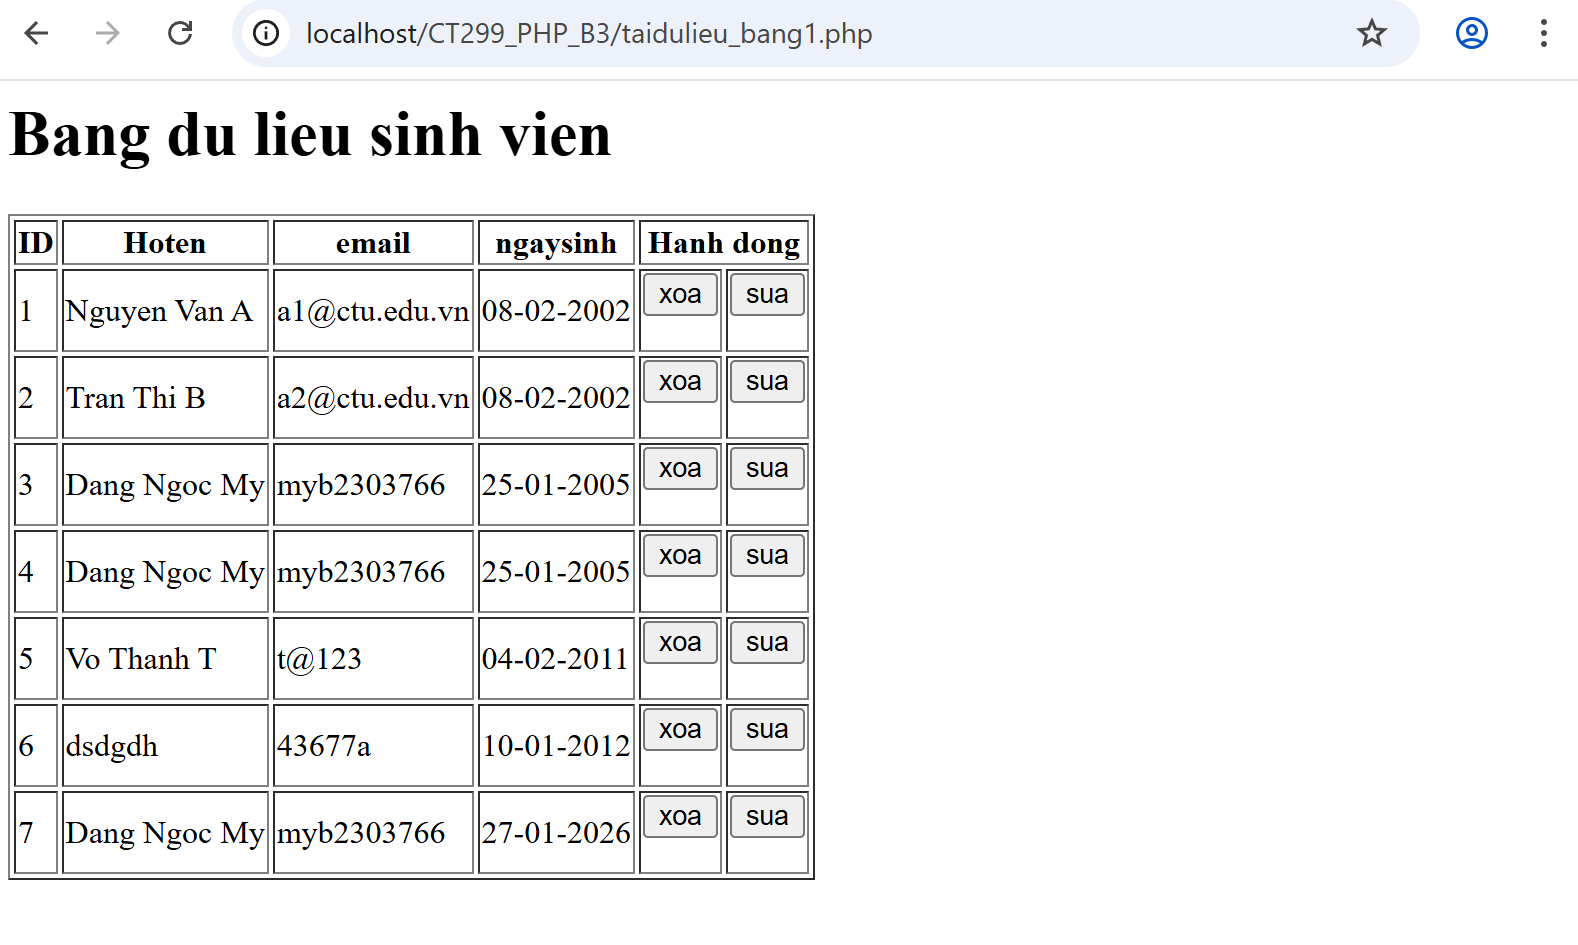 localhost/CT299_PHP_B3/taidulieu_bang1.php
Bang du lieu sinh vien
ID Hoten email ngaysinh Hanh dong
1 Nguyen Van A a1@ctu.edu.vn 08-02-2002 xoa sua
2 Tran Thi B a2@ctu.edu.vn 08-02-2002 xoa sua
3 Dang Ngoc My myb2303766 25-01-2005 xoa sua
4 Dang Ngoc My myb2303766 25-01-2005 xoa sua
5 Vo Thanh T t@123 04-02-2011 xoa sua
6 dsdgdh 43677a 10-01-2012 xoa sua
7 Dang Ngoc My myb2303766 27-01-2026 xoa sua